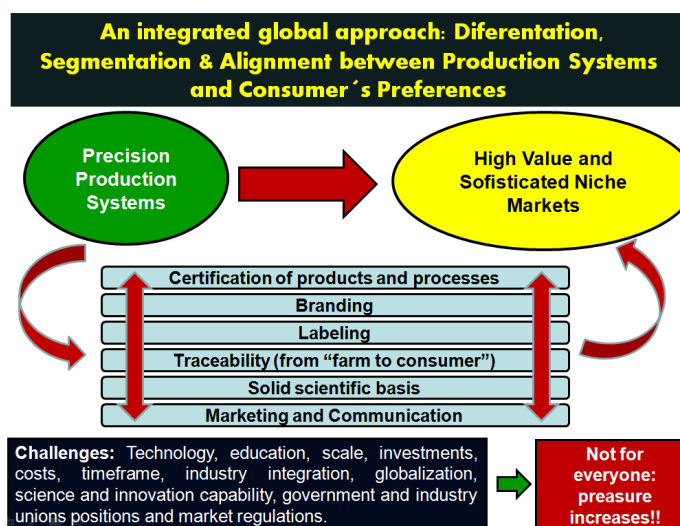 An integrated global approach: Diferentation,
Segmentation & Alignment between Production Systems
and Consumer´s Preferences
Precision
Production
Systems
High Value and
Sofisticated Niche
Markets
Certification of products and processes
Branding
Labeling
Traceability (from “farm to consumer”)
Solid scientific basis
Marketing and Communication
Challenges: Technology, education, scale, investments,
costs, timeframe, industry integration, globalization,
science and innovation capability, government and industry
unions positions and market regulations.
Not for
everyone:
preasure
increases!!